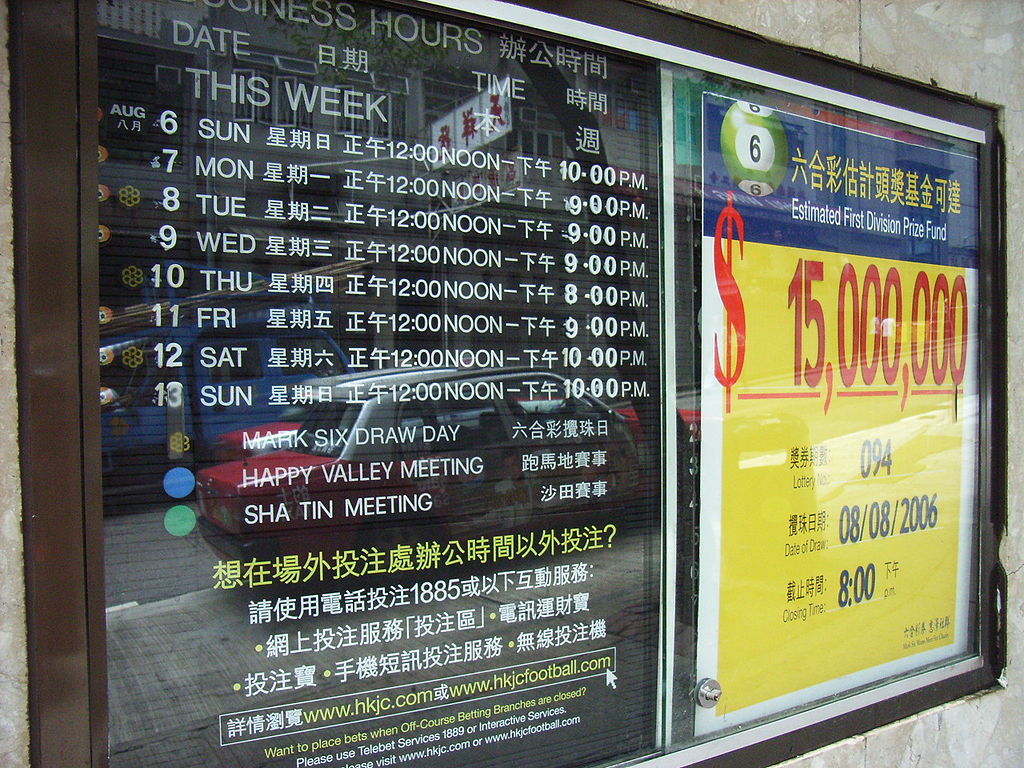 BUSINESS HOURS 辦公時間
DATE 日期 TIME 時間
THIS WEEK 本週
AUG 八月 6 SUN 星期日 正午12:00NOON－下午 10-00P.M.
7 MON 星期一 正午12:00NOON－下午 9-00P.M.
8 TUE 星期二 正午12:00NOON－下午 9-00P.M.
9 WED 星期三 正午12:00NOON－下午 9-00P.M.
10 THU 星期四 正午12:00NOON－下午 8-00P.M.
11 FRI 星期五 正午12:00NOON－下午 9-00P.M.
12 SAT 星期六 正午12:00NOON－下午 10-00P.M.
13 SUN 星期日 正午12:00NOON－下午 10-00P.M.
MARK SIX DRAW DAY 六合彩攪珠日
HAPPY VALLEY MEETING 跑馬地賽事
SHA TIN MEETING 沙田賽事
想在場外投注處辦公時間以外投注?
請使用電話投注1885或以下互動服務:
•網上投注服務「投注區」•電訊運財寶
•投注寶•手機短訊投注服務•無線投注機
詳情瀏覽www.hkjc.com或www.hkjcfootball.com
Want to place bets when Off-Course Betting Branches are closed?
Please use Telebet Services 1889 or Interactive Services.
Please visit www.hkjc.com or www.hkjcfootball.com
6
6
六合彩估計頭獎基金可達
Estimated First Division Prize Fund
$15,000,000
獎券期數: 094
Lottery No.:
攪珠日期: 08/08/2006
Date of Draw:
截止時間: 8:00 下午
Closing Time: p.m.